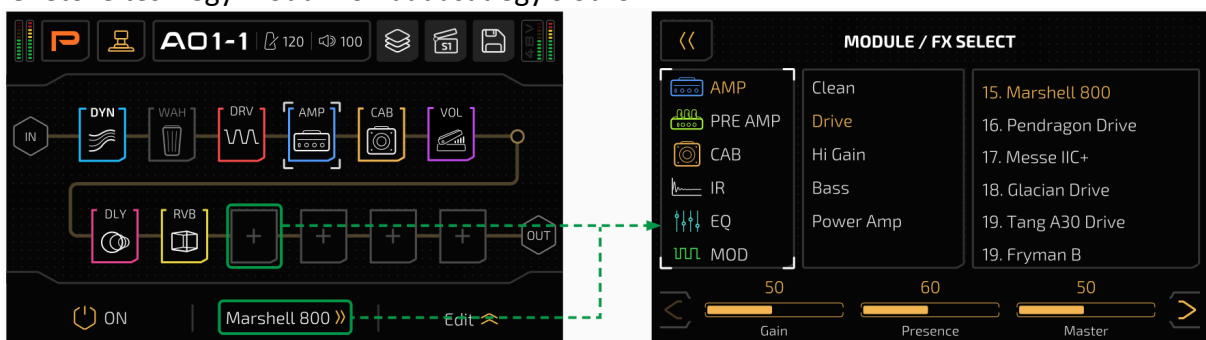 A01-1 120 100 S1 48V
DYN WAH DRV AMP CAB VOL
IN
DLY RVB
OUT
ON Marshell 800 Edit
MODULE / FX SELECT
AMP
PRE AMP
CAB
IR
EQ
MOD
Clean
Drive
Hi Gain
Bass
Power Amp
15. Marshell 800
16. Pendragon Drive
17. Messe IIC+
18. Glacian Drive
19. Tang A30 Drive
19. Fryman B
50 60 50
Gain Presence Master